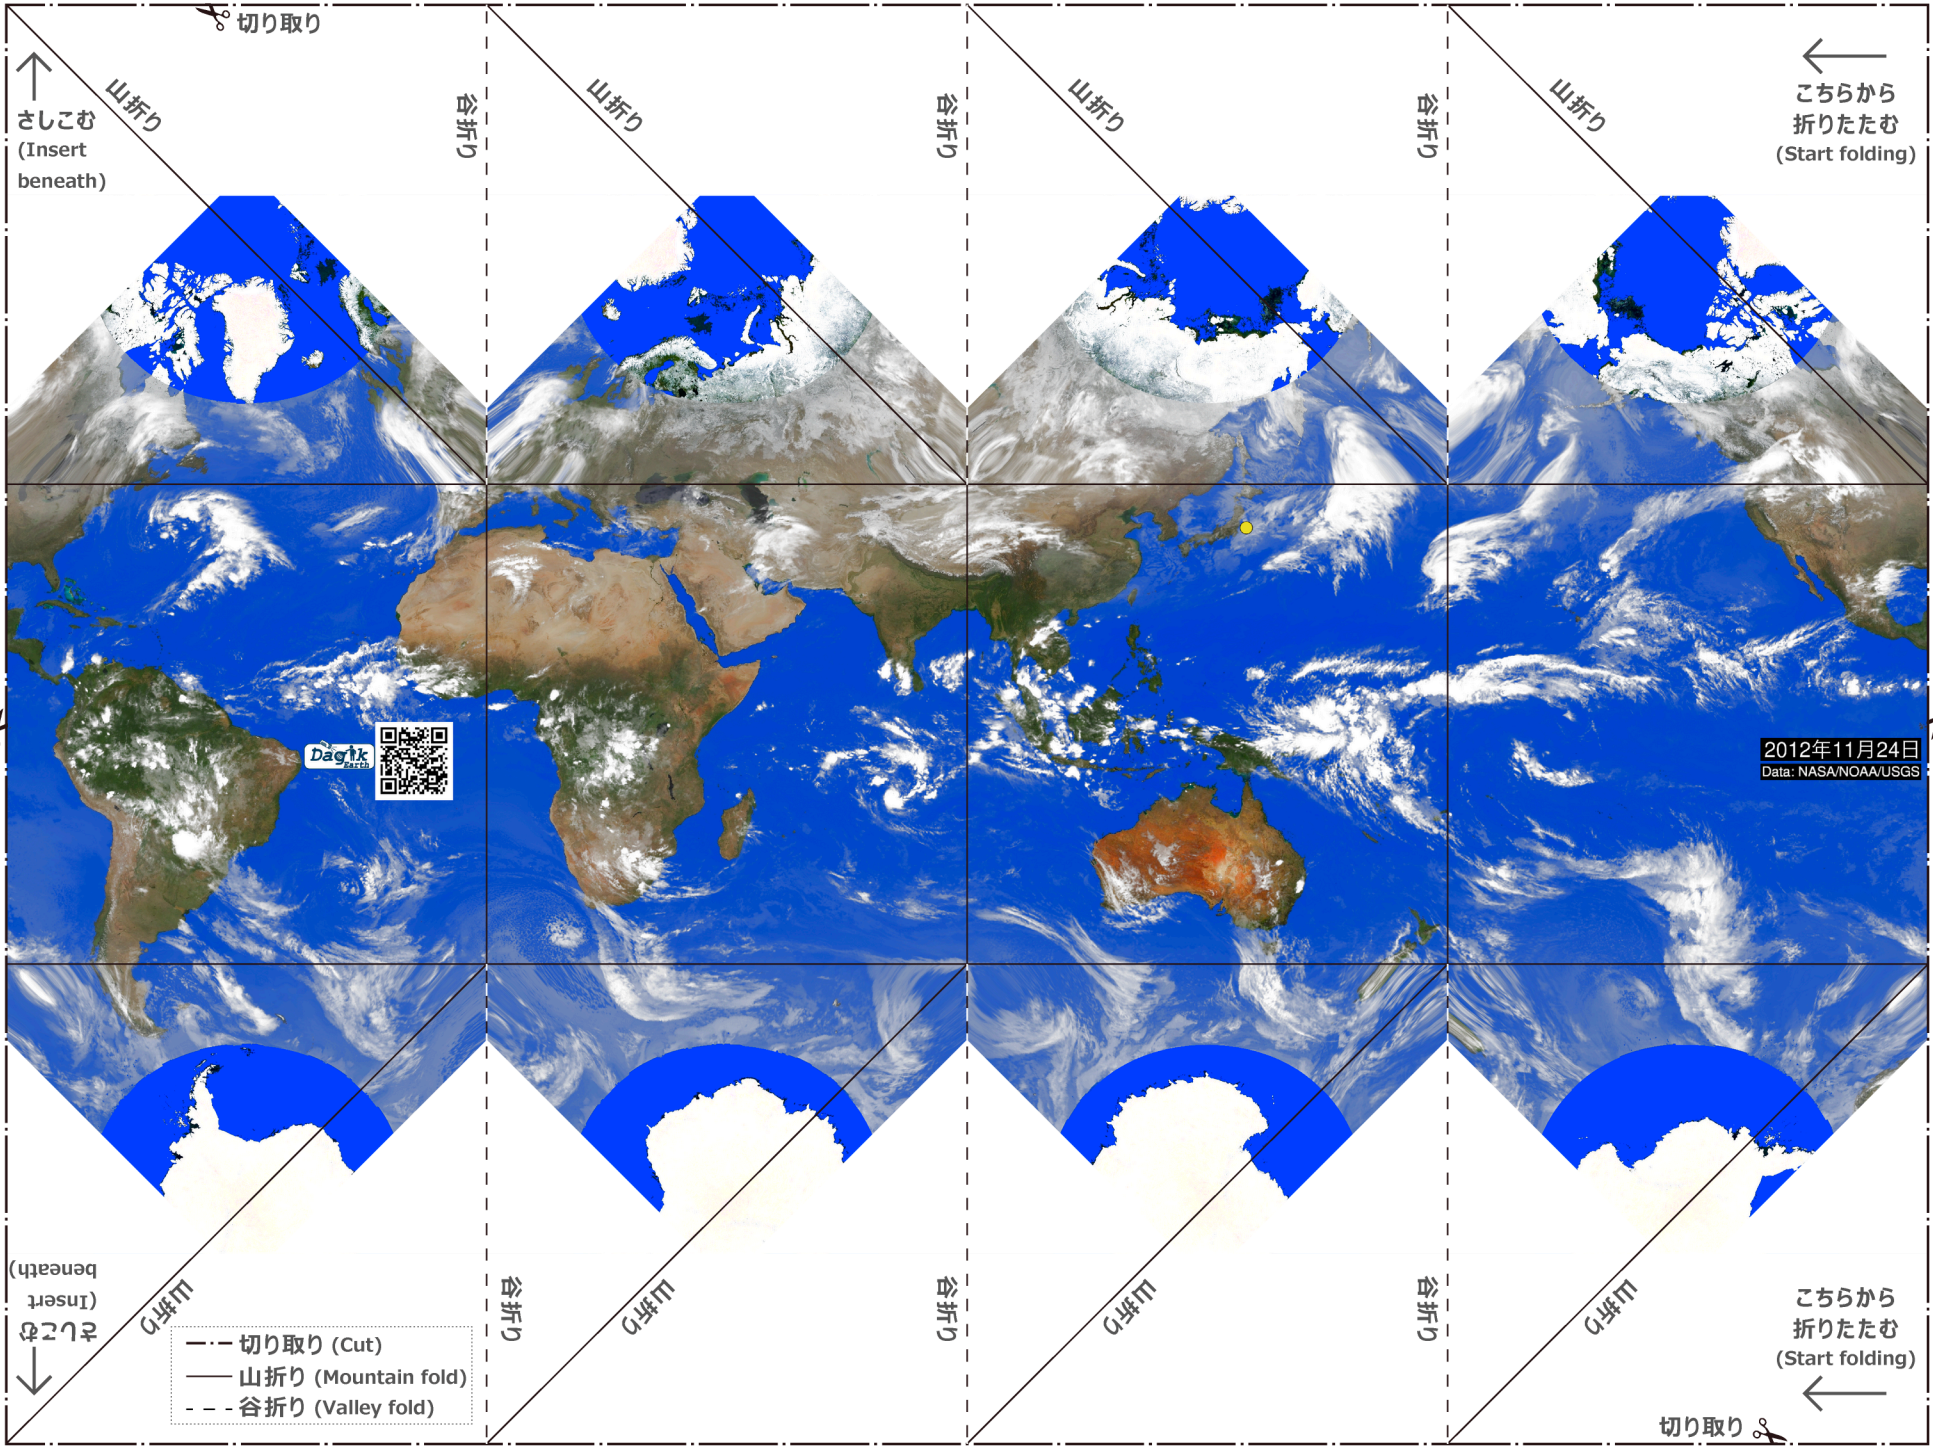 切り取り
山折り
谷折り
山折り
谷折り
山折り
谷折り
山折り
さしこむ
(Insert
beneath)
こちらから
折りたたむ
(Start folding)
Dagik
Earth
2012年11月24日
Data: NASA/NOAA/USGS
さしこむ
(Insert
beneath)
山折り
谷折り
山折り
谷折り
山折り
谷折り
山折り
こちらから
折りたたむ
(Start folding)
切り取り (Cut)
山折り (Mountain fold)
谷折り (Valley fold)
切り取り